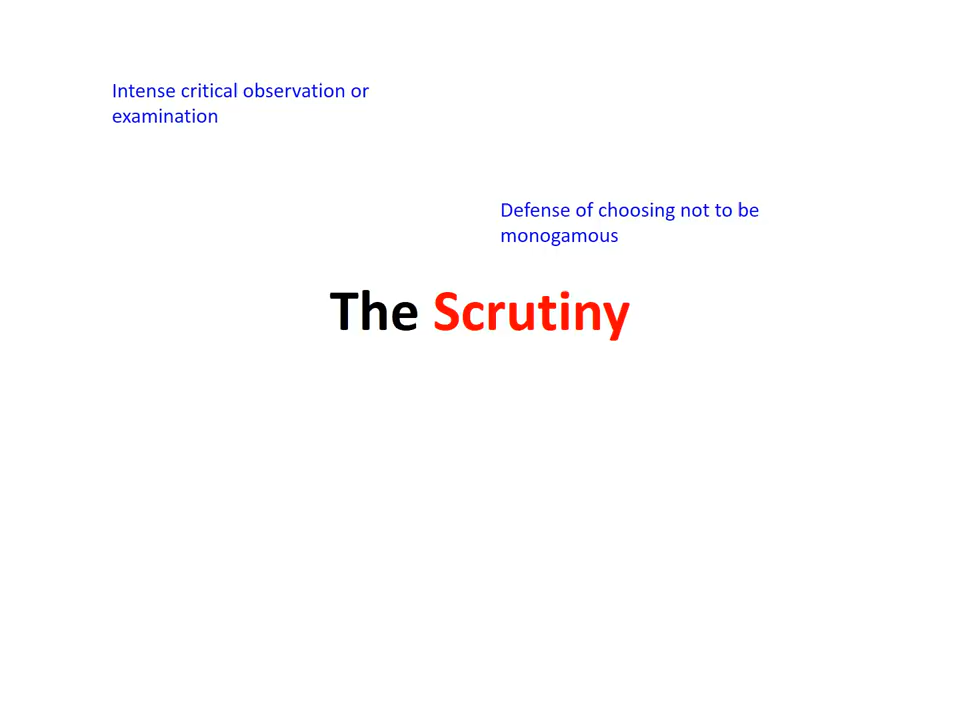 Intense critical observation or
examination
Defense of choosing not to be
monogamous
The Scrutiny